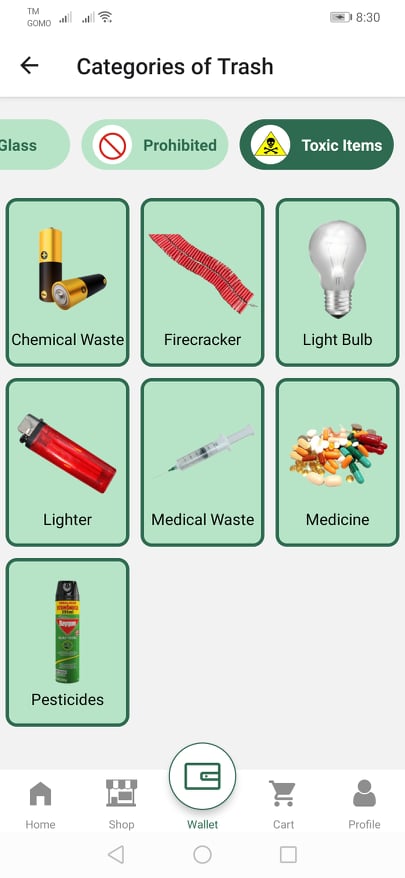 TM
GOMO
8:30
Categories of Trash
Glass
Prohibited
Toxic Items
Chemical Waste
Firecracker
Light Bulb
Lighter
Medical Waste
Medicine
Baygon
Pesticides
Home
Shop
Wallet
Cart
Profile